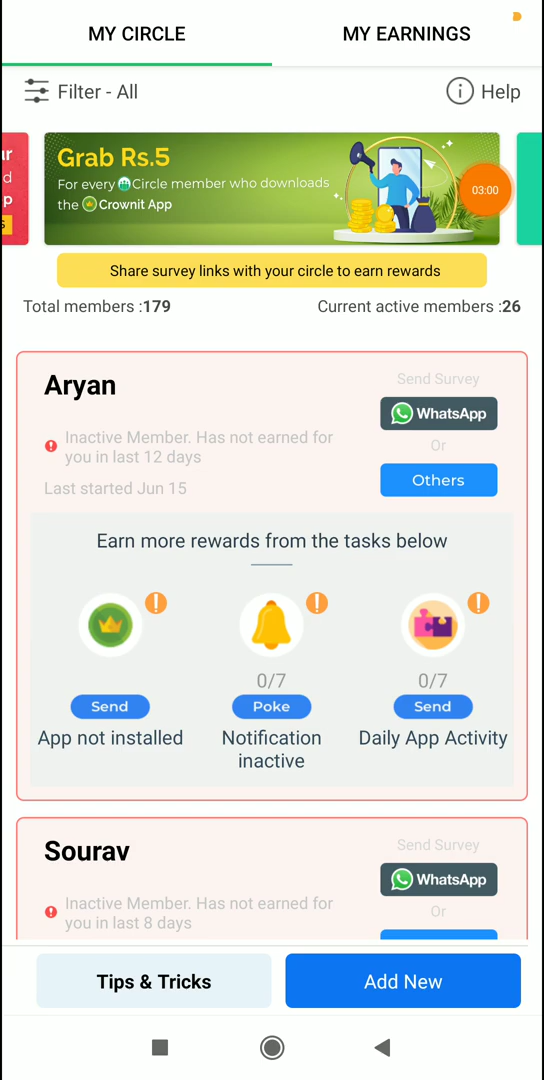 MY CIRCLE MY EARNINGS
Filter - All Help
Grab Rs.5
For every Circle member who downloads
the Crownit App
03:00
Share survey links with your circle to earn rewards
Total members :179 Current active members :26
Aryan
Send Survey
WhatsApp
Inactive Member. Has not earned for
you in last 12 days
Or
Last started Jun 15
Others
Earn more rewards from the tasks below
0/7 0/7
Send Poke Send
App not installed Notification Daily App Activity
inactive
Sourav
Send Survey
WhatsApp
Inactive Member. Has not earned for
you in last 8 days
Or
Tips & Tricks Add New